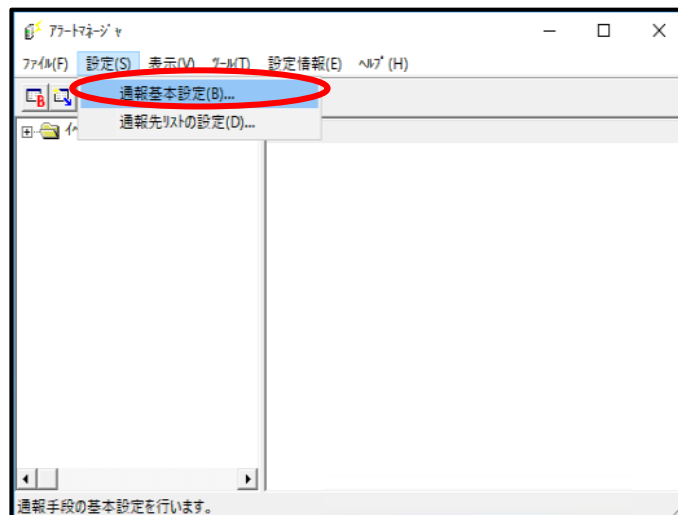 アラートマネージャ
ファイル(F) 設定(S) 表示(V) ツール(T) 設定情報(E) ヘルプ(H)
通報基本設定(B)...
通報先リストの設定(D)...
通報手段の基本設定を行います。